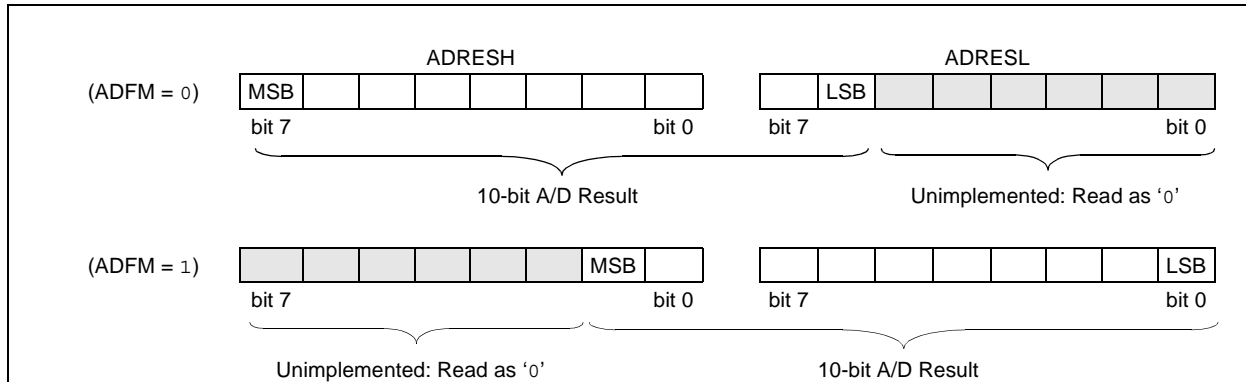 ADRESH ADRESL
(ADFM = 0) MSB LSB
bit 7 bit 0 bit 7 bit 0
10-bit A/D Result Unimplemented: Read as ‘0’
(ADFM = 1) MSB LSB
bit 7 bit 0 bit 7 bit 0
Unimplemented: Read as ‘0’ 10-bit A/D Result